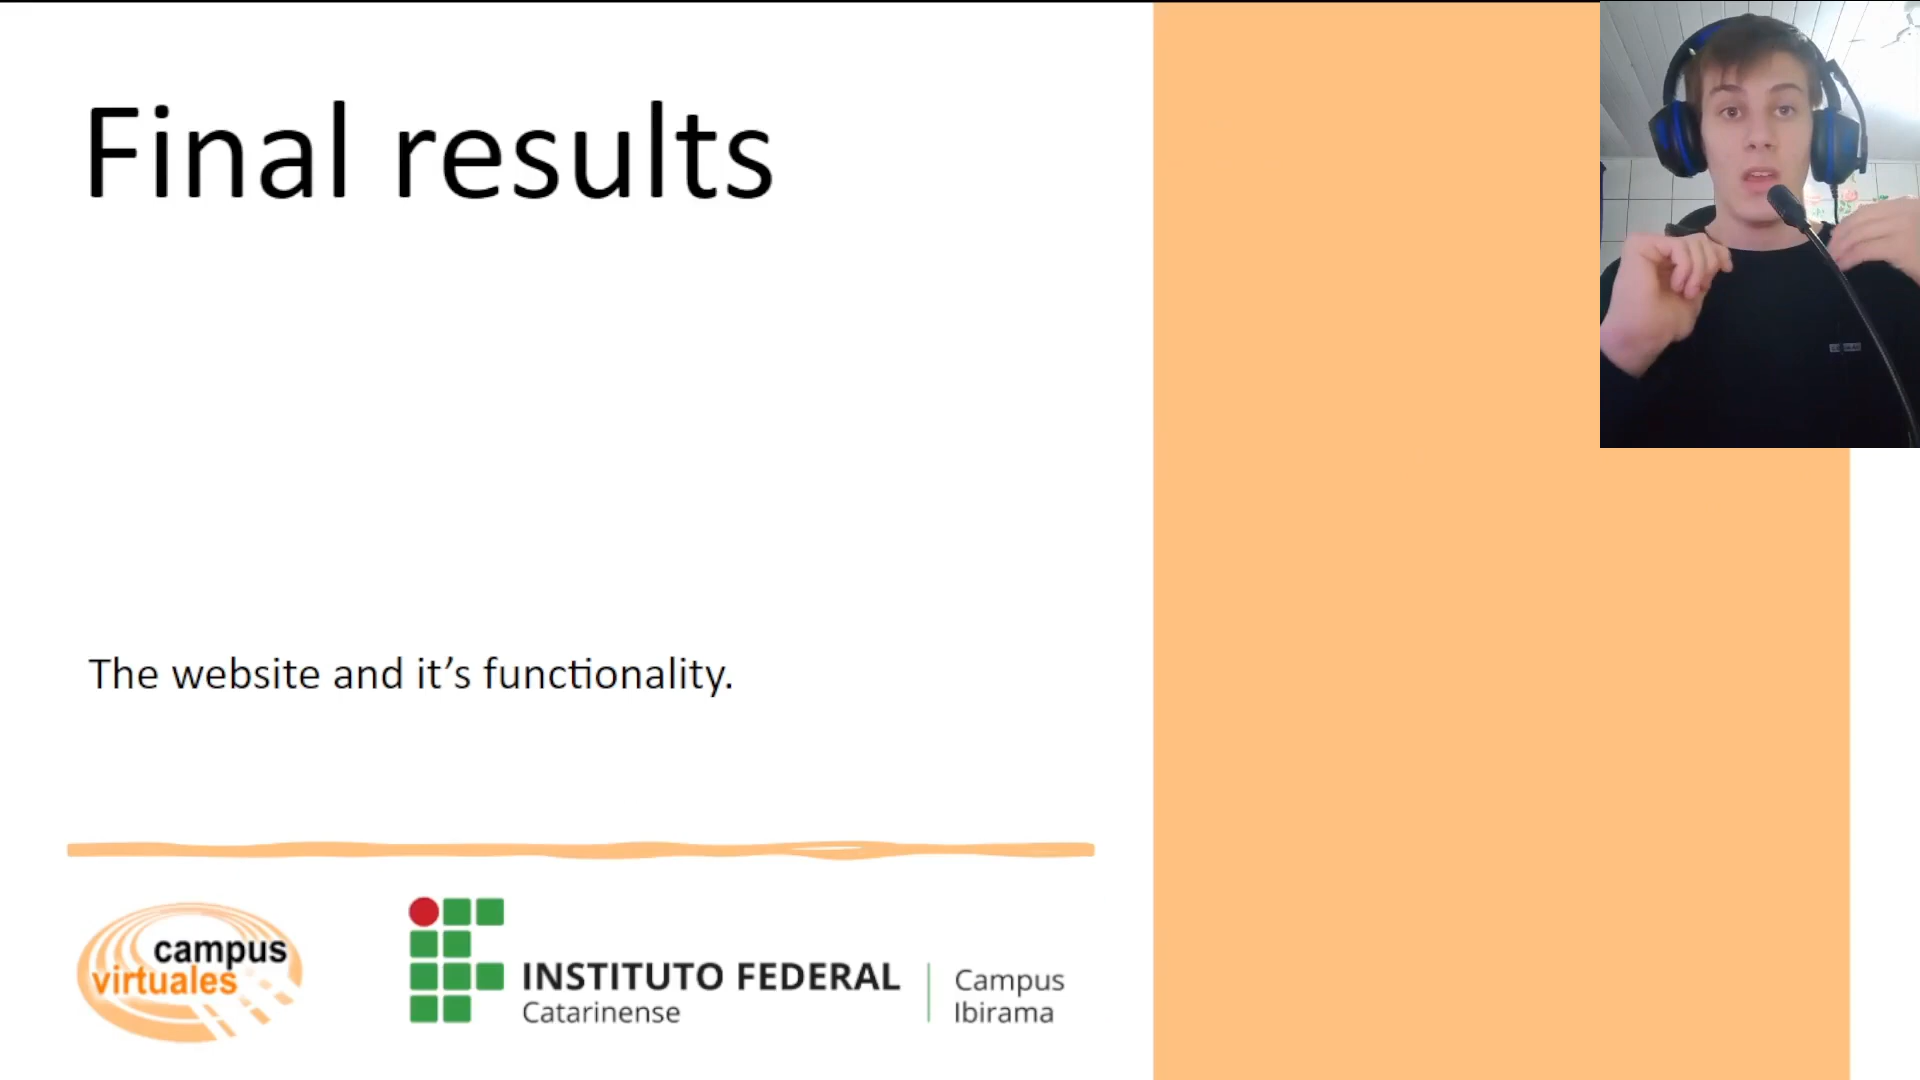 Final results
The website and it’s functionality.
campus
virtuales
INSTITUTO FEDERAL
Catarinense
Campus
Ibirama